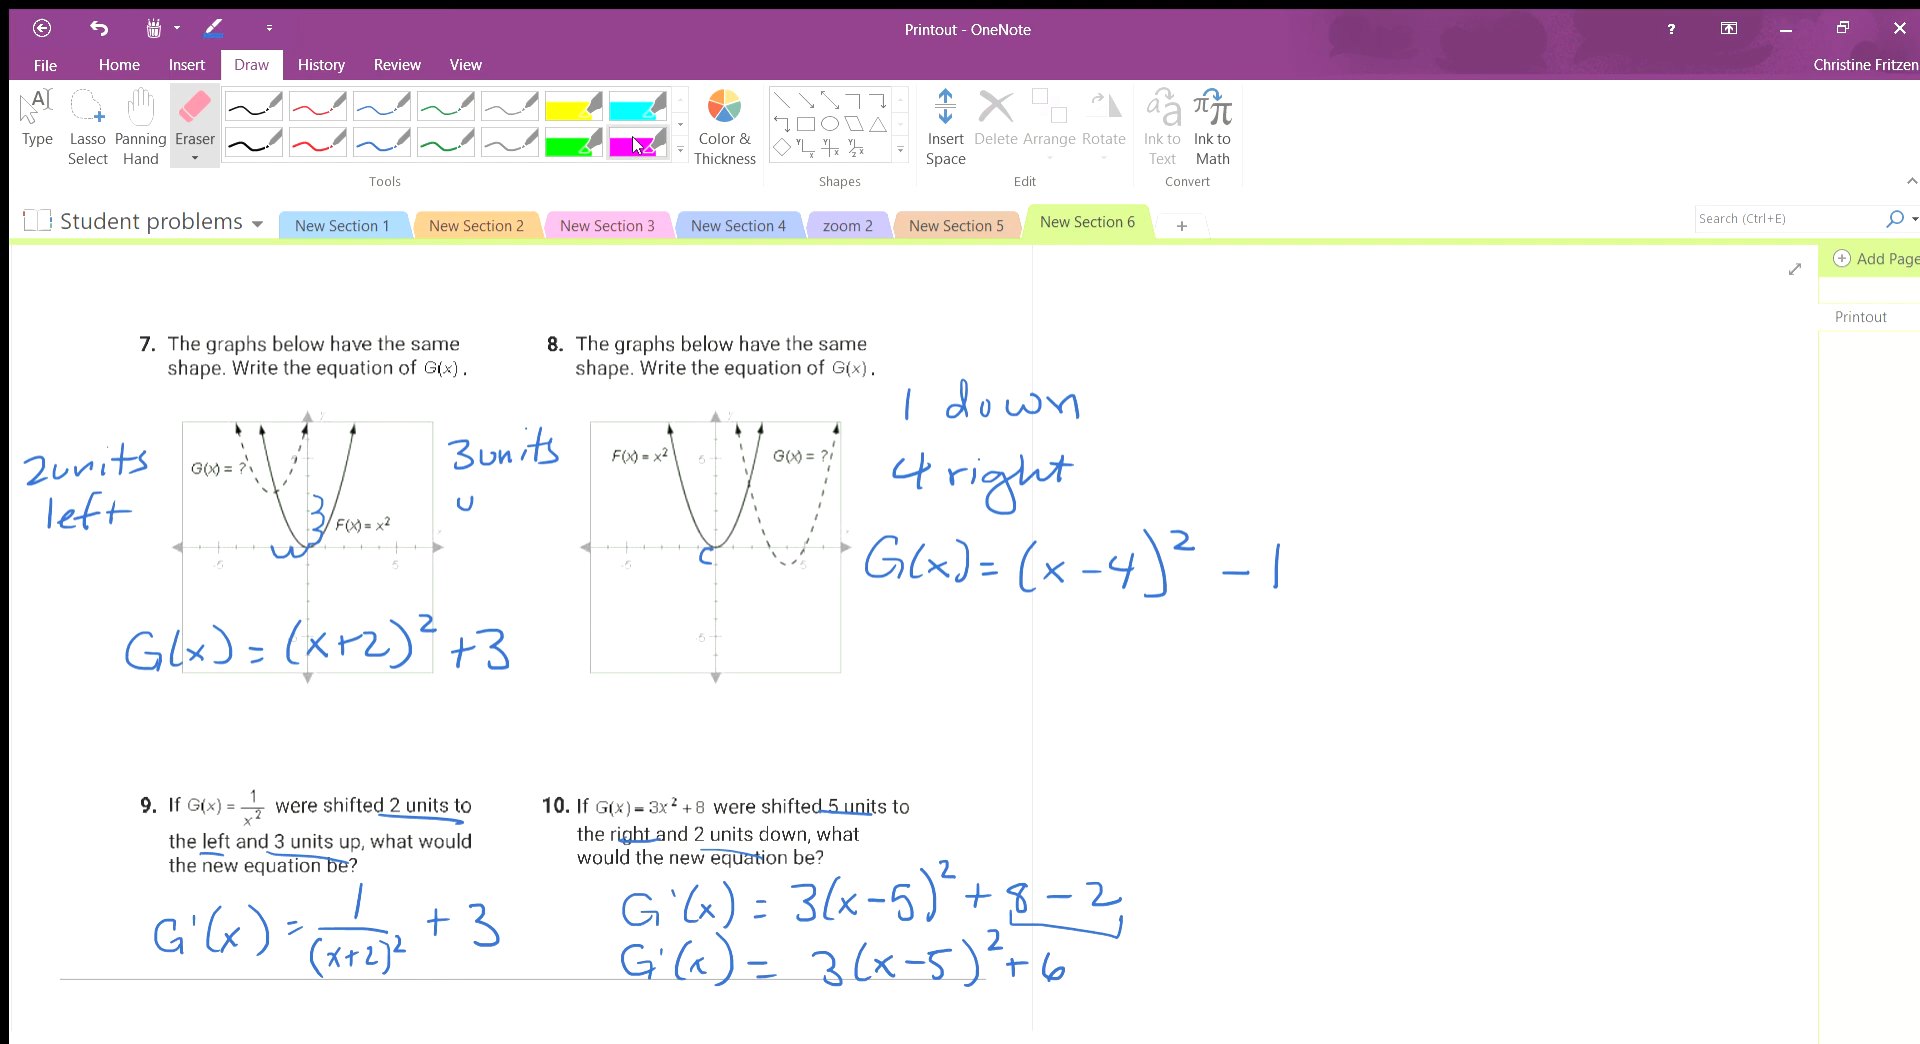 Printout - OneNote
?
File Home Insert Draw History Review View
Christine Fritzen
Type
Lasso Select
Panning Hand
Eraser
Color & Thickness
Insert Space
Delete
Arrange
Rotate
Ink to Text
Ink to Math
Tools
Shapes
Edit
Convert
Student problems
New Section 1
New Section 2
New Section 3
New Section 4
zoom 2
New Section 5
New Section 6
Search (Ctrl+E)
Add Page
Printout
7. The graphs below have the same
shape. Write the equation of G(x).
2 units
left
3 units
u
G(x) = ?
F(x) = x²
G(x) = (x+2)² + 3
8. The graphs below have the same
shape. Write the equation of G(x).
1 down
4 right
F(x) = x²
G(x) = ?
G(x) = (x - 4)² - 1
9. If G(x) = 1/x² were shifted 2 units to
the left and 3 units up, what would
the new equation be?
G'(x) = 1/(x+2)² + 3
10. If G(x) = 3x² + 8 were shifted 5 units to
the right and 2 units down, what
would the new equation be?
G'(x) = 3(x-5)² + 8 - 2
G'(x) = 3(x-5)² + 6